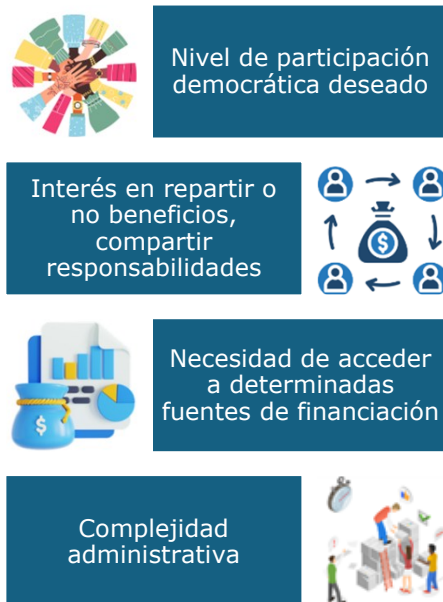 Nivel de participación
democrática deseado
Interés en repartir o
no beneficios,
compartir
responsabilidades
$
$
Necesidad de acceder
a determinadas
fuentes de financiación
Complejidad
administrativa